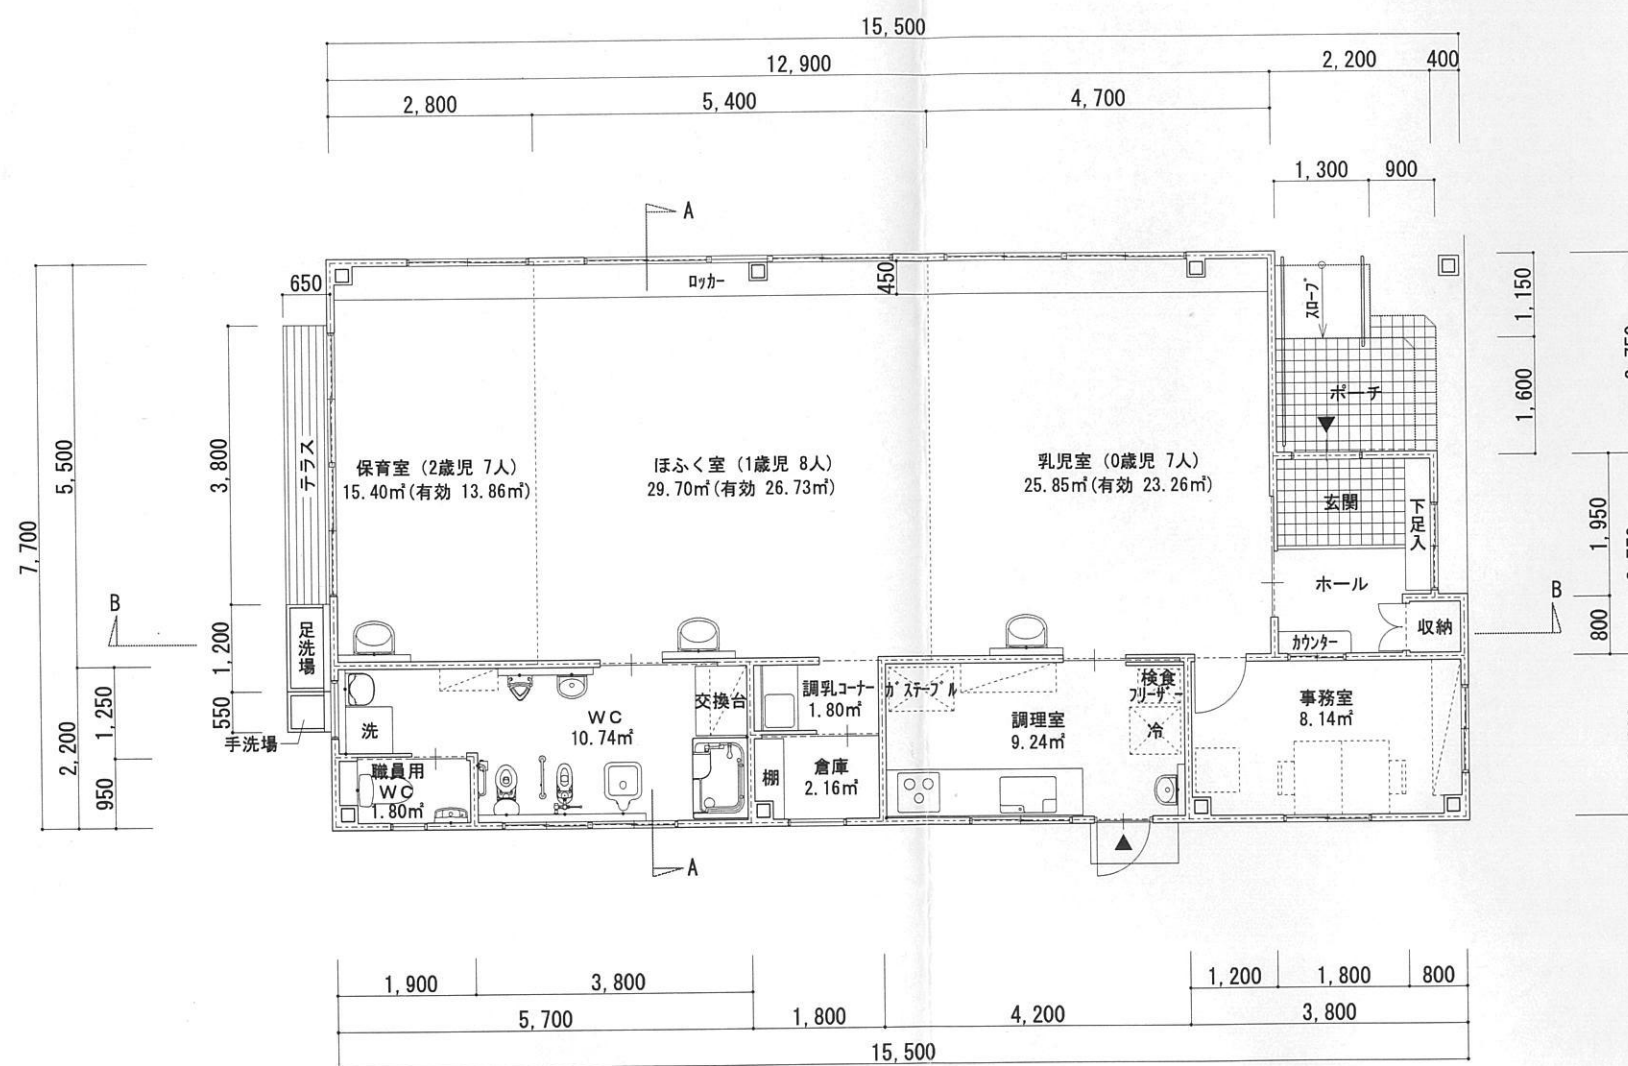 15,500
12,900
2,200
400
2,800
5,400
4,700
1,300
900
A
650
ロッカー
450
スロープ
1,150
1,600
ポーチ
7,700
5,500
3,800
テラス
保育室 (2歳児 7人)
15.40㎡(有効 13.86㎡)
ほふく室 (1歳児 8人)
29.70㎡(有効 26.73㎡)
乳児室 (0歳児 7人)
25.85㎡(有効 23.26㎡)
玄関
下足入
1,950
ホール
B
B
800
収納
カウンター
足洗場
1,200
550
手洗場
2,200
1,250
950
洗
WC
10.74㎡
交換台
調乳コーナー
1.80㎡
ガステーブル
調理室
9.24㎡
検食
フリーザー
冷
事務室
8.14㎡
職員用
WC
1.80㎡
棚
倉庫
2.16㎡
A
1,900
3,800
1,200
1,800
800
5,700
1,800
4,200
3,800
15,500